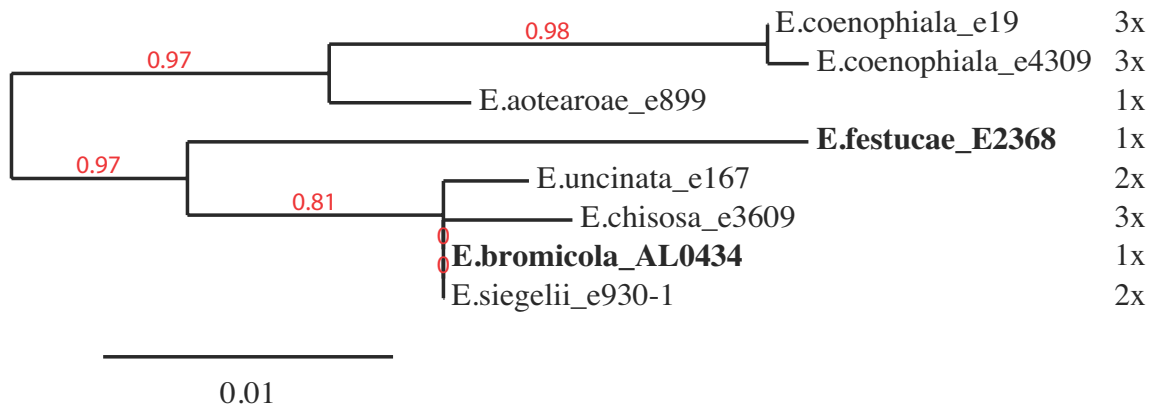 E.coenophiala_e19 3x
0.98
E.coenophiala_e4309 3x
0.97
E.aotearoae_e899 1x
E.festucae_E2368 1x
0.97
E.uncinata_e167 2x
0.81
E.chisosa_e3609 3x
0
E.bromicola_AL0434 1x
0
E.siegelii_e930-1 2x
0.01